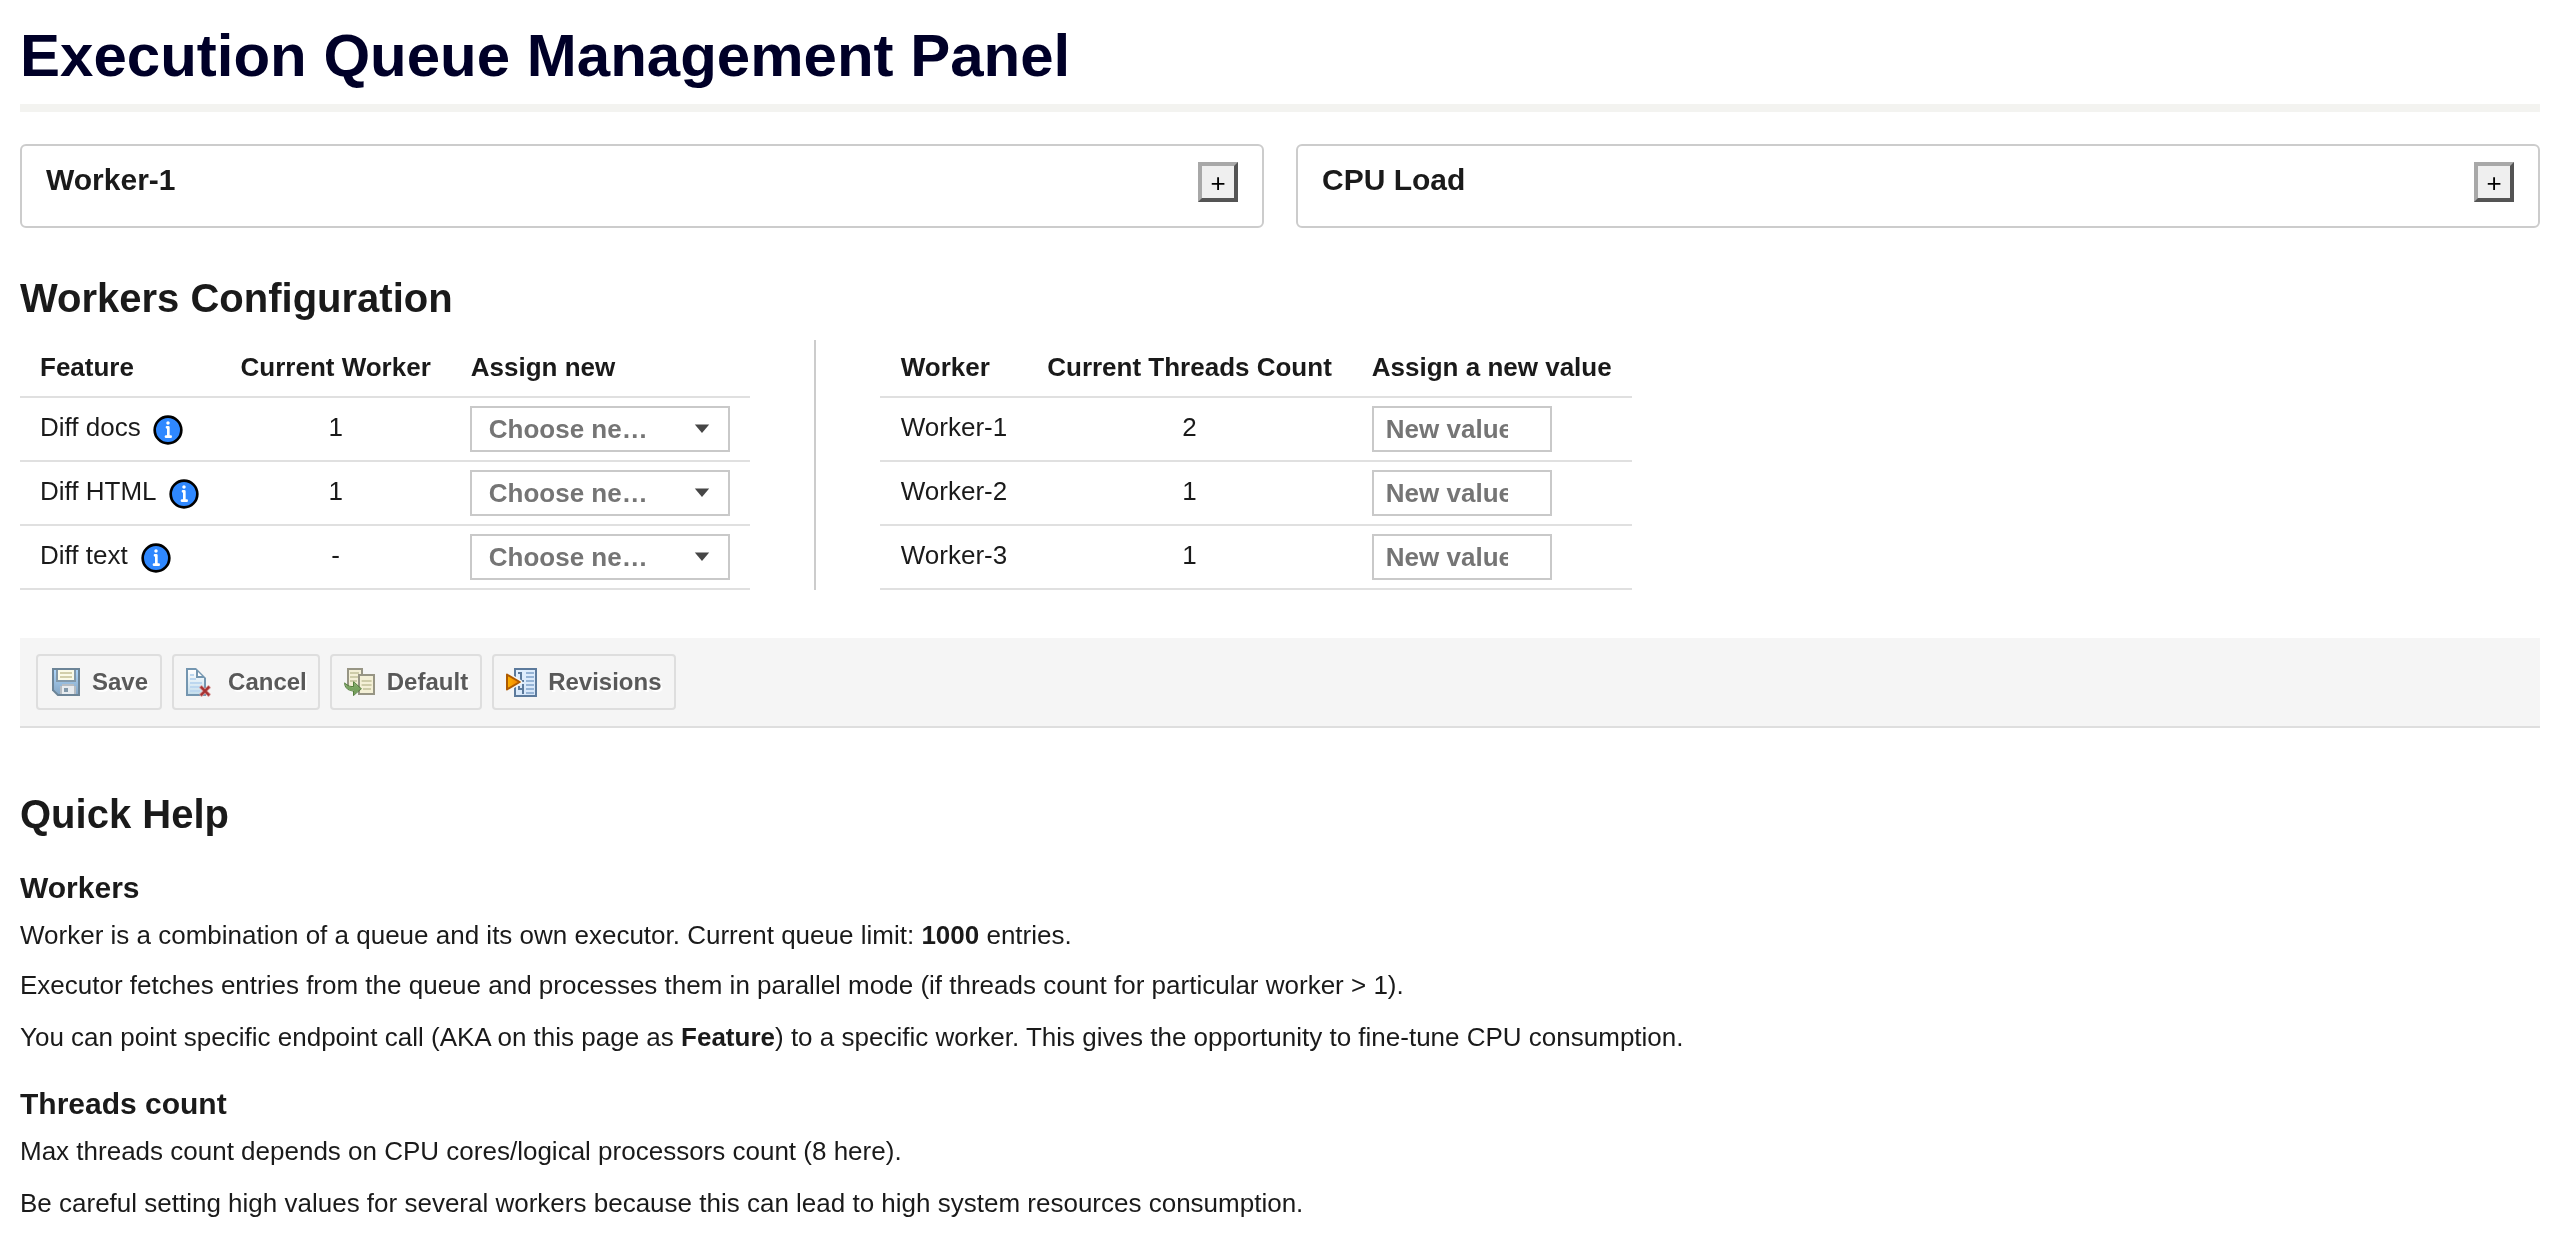 Execution Queue Management Panel
Worker-1 +
CPU Load +
Workers Configuration
Feature Current Worker Assign new
Diff docs 1 Choose ne…
Diff HTML 1 Choose ne…
Diff text - Choose ne…
Worker Current Threads Count Assign a new value
Worker-1 2 New value
Worker-2 1 New value
Worker-3 1 New value
Save Cancel Default Revisions
Quick Help
Workers
Worker is a combination of a queue and its own executor. Current queue limit: 1000 entries.
Executor fetches entries from the queue and processes them in parallel mode (if threads count for particular worker > 1).
You can point specific endpoint call (AKA on this page as Feature) to a specific worker. This gives the opportunity to fine-tune CPU consumption.
Threads count
Max threads count depends on CPU cores/logical processors count (8 here).
Be careful setting high values for several workers because this can lead to high system resources consumption.